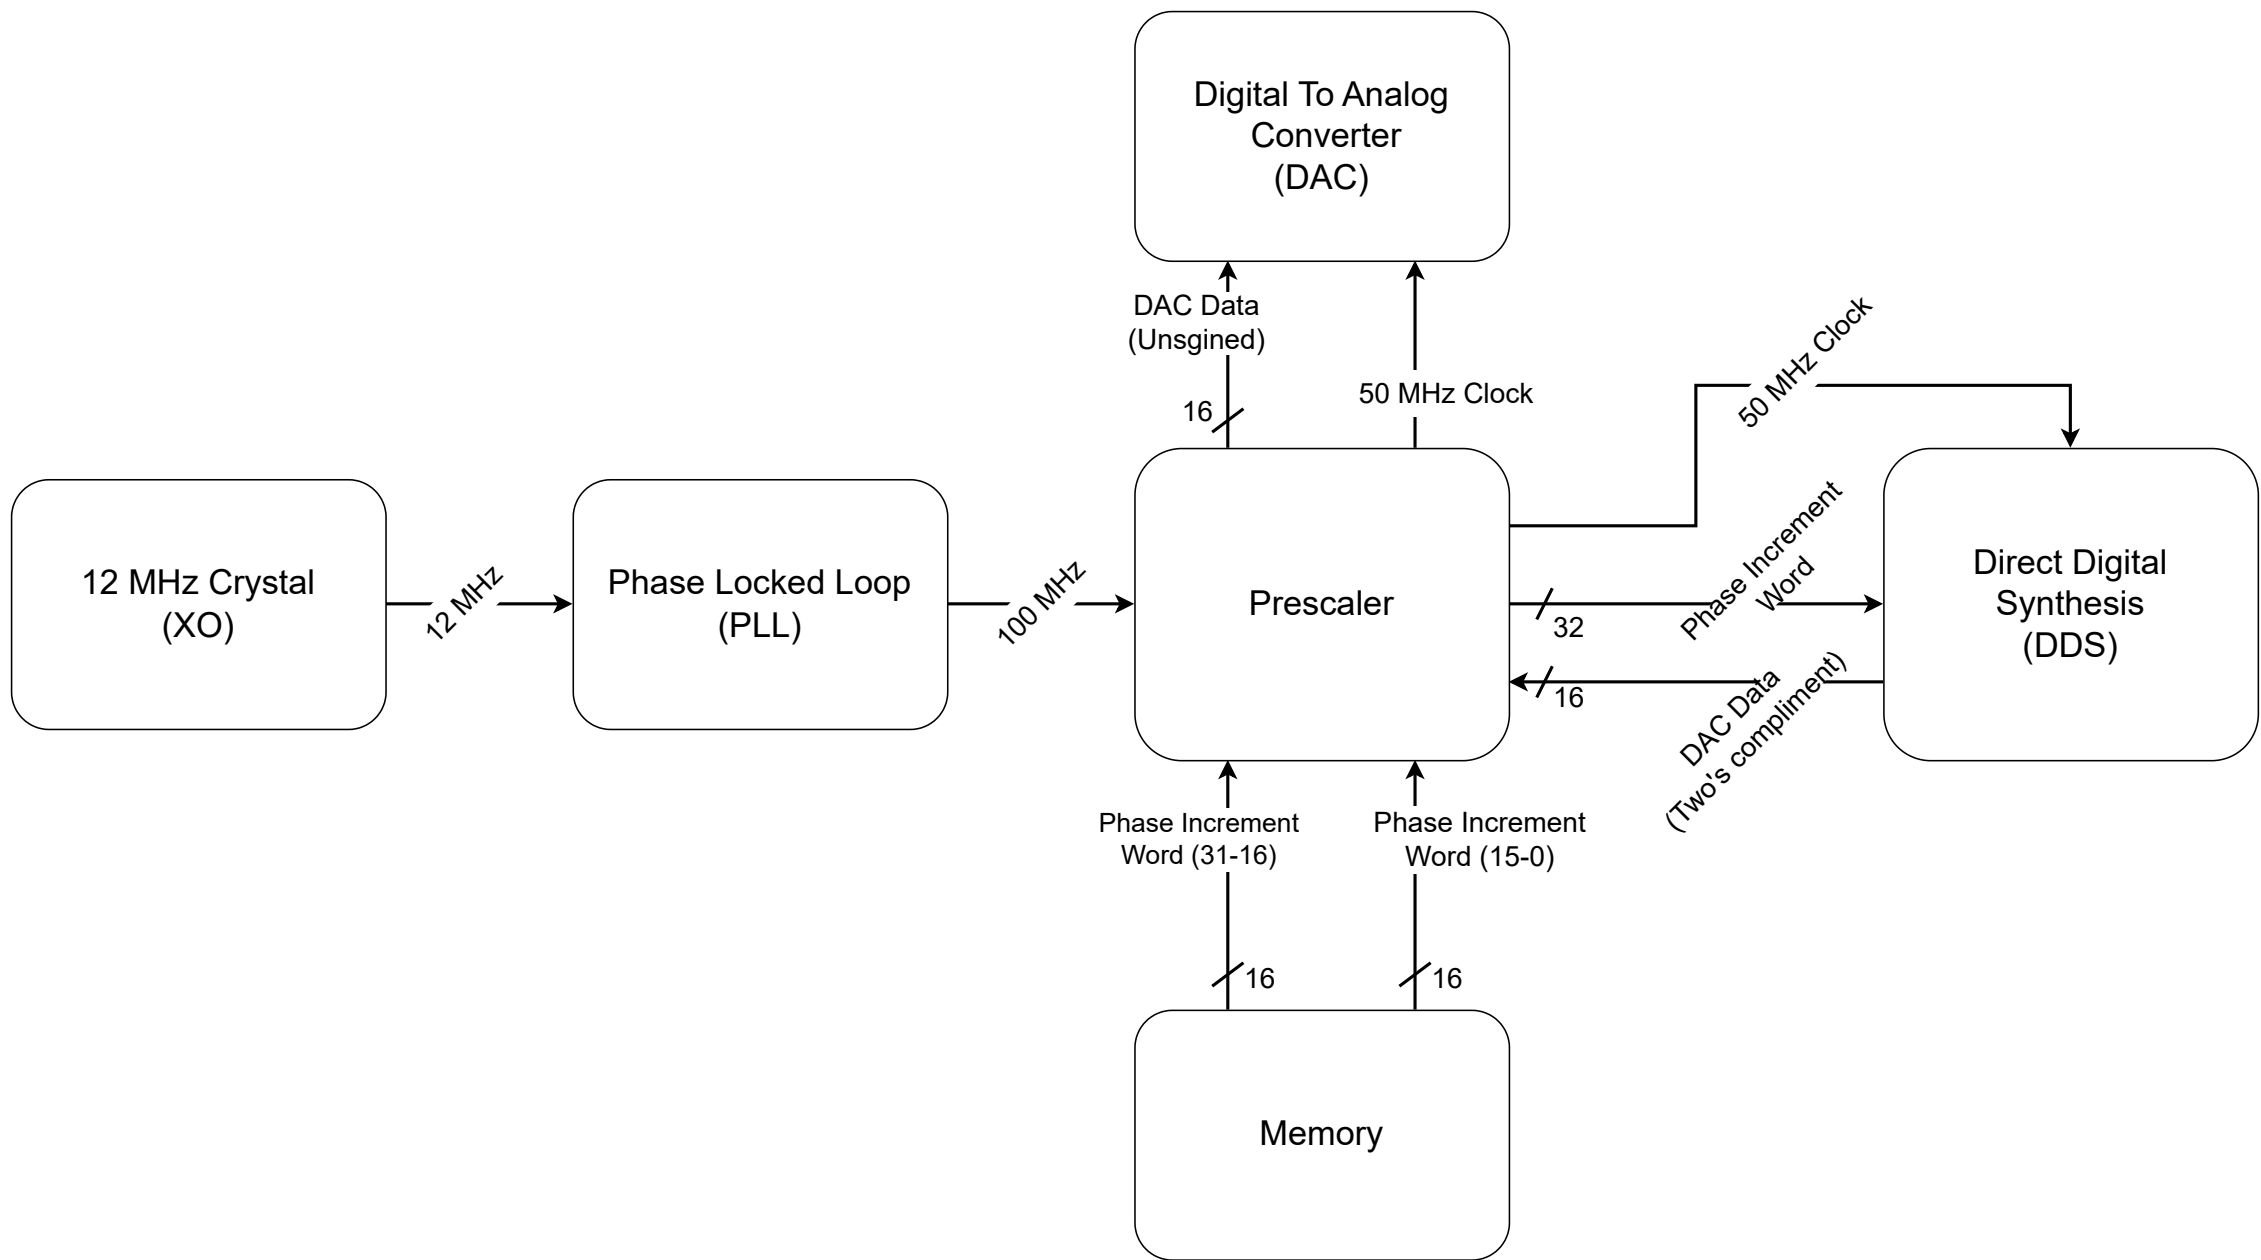 Digital To Analog
Converter
(DAC)
DAC Data
(Unsgined)
16
50 MHz Clock
50 MHz Clock
12 MHz Crystal
(XO)
12 MHz
Phase Locked Loop
(PLL)
100 MHz
Prescaler
Phase Increment
Word
32
16
DAC Data
(Two's compliment)
Direct Digital
Synthesis
(DDS)
Phase Increment
Word (31-16)
Phase Increment
Word (15-0)
16
16
Memory